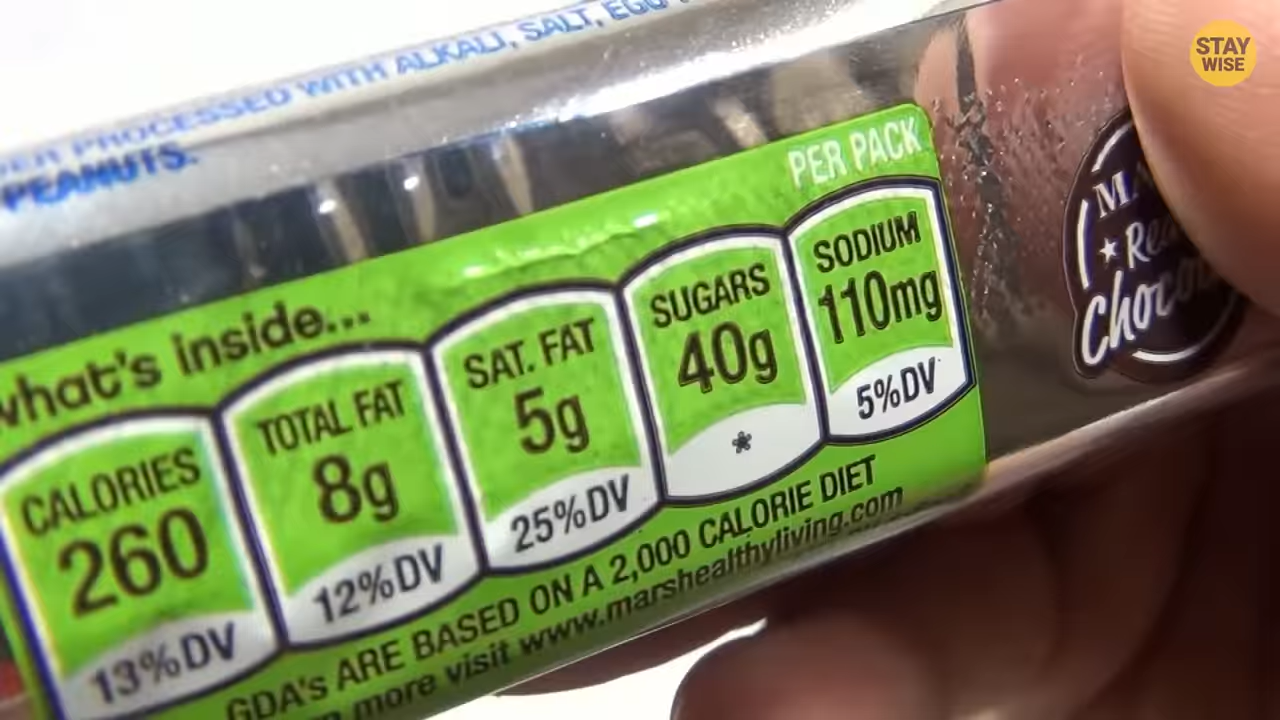 PROCESSED WITH ALKALI, SALT, EGG
PEANUTS.
STAY
WISE
PER PACK
what's inside...
CALORIES
260
13%DV
TOTAL FAT
8g
12%DV
SAT. FAT
5g
25%DV
SUGARS
40g
*
SODIUM
110mg
5%DV
GDA's ARE BASED ON A 2,000 CALORIE DIET
more visit www.marshealthyliving.com